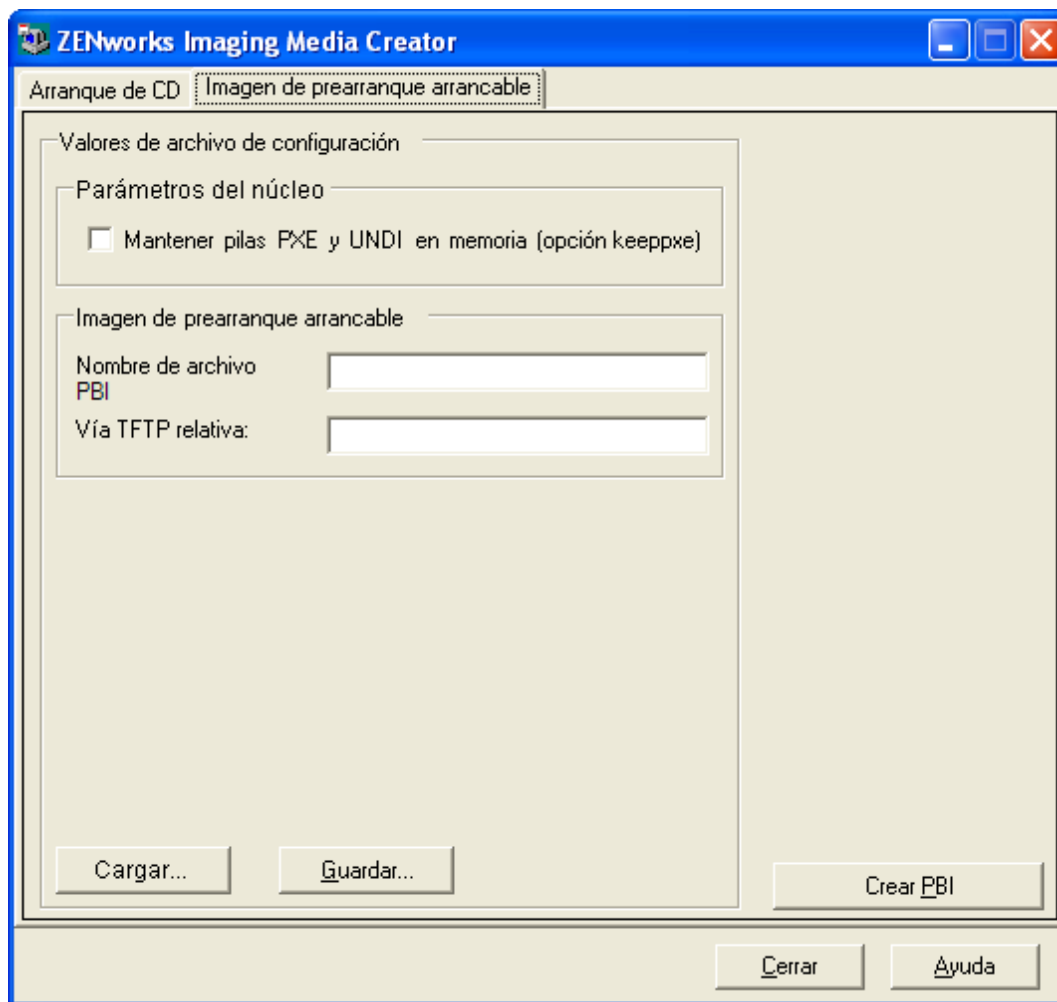 ZENworks Imaging Media Creator
Arranque de CD
Imagen de prearranque arrancable
Valores de archivo de configuración
Parámetros del núcleo
Mantener pilas PXE y UNDI en memoria (opción keeppxe)
Imagen de prearranque arrancable
Nombre de archivo
PBI
Vía TFTP relativa:
Cargar...
Guardar...
Crear PBI
Cerrar
Ayuda